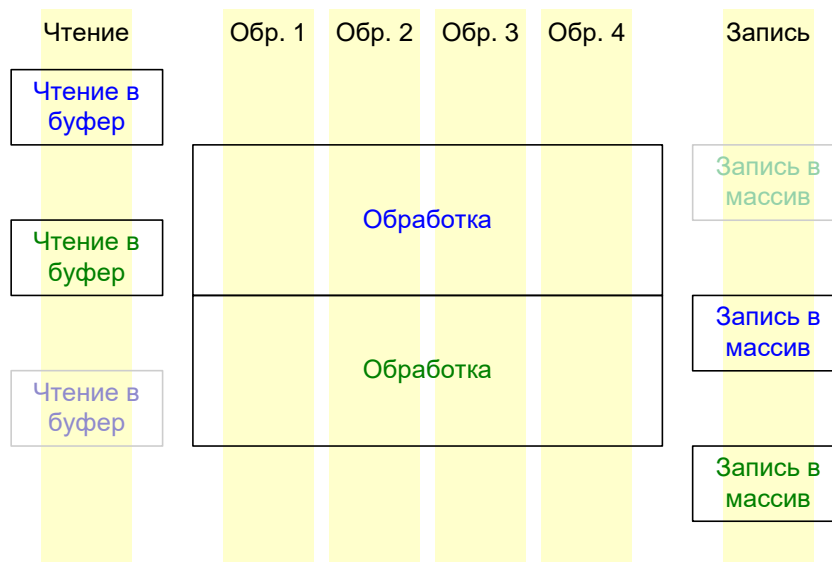 Чтение Обр. 1 Обр. 2 Обр. 3 Обр. 4 Запись
Чтение в
буфер
Обработка
Запись в
массив
Чтение в
буфер
Запись в
массив
Обработка
Чтение в
буфер
Запись в
массив